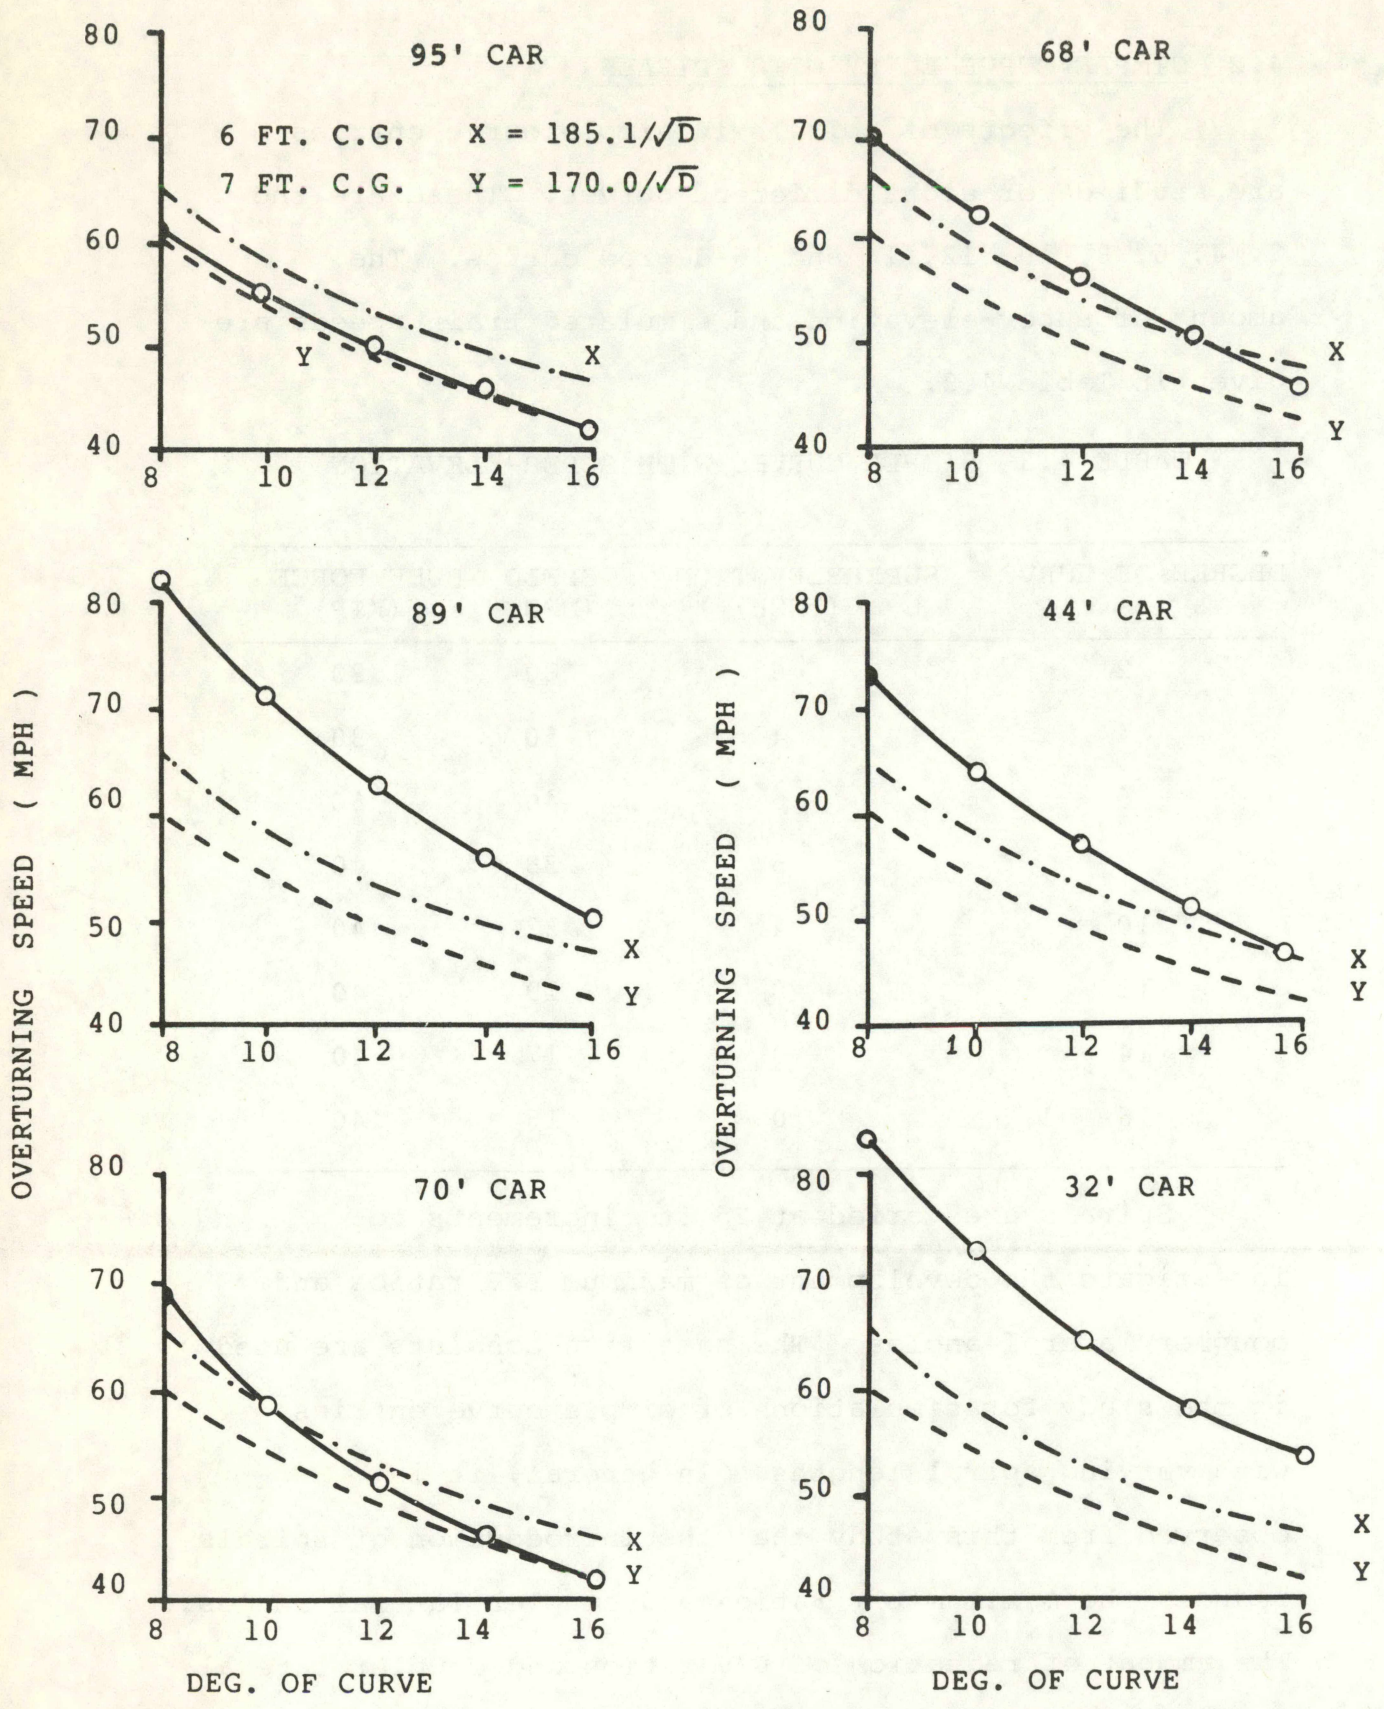 95' CAR
6 FT. C.G. X = 185.1/√D
7 FT. C.G. Y = 170.0/√D
80
70
60
50
40
Y
X
8 10 12 14 16
68' CAR
80
70
60
50
40
X
Y
8 10 12 14 16
OVERTURNING SPEED ( MPH )
89' CAR
80
70
60
50
40
X
Y
8 10 12 14 16
OVERTURNING SPEED ( MPH )
44' CAR
80
70
60
50
40
X
Y
8 10 12 14 16
70' CAR
80
70
60
50
40
X
Y
8 10 12 14 16
DEG. OF CURVE
32' CAR
80
70
60
50
40
X
Y
8 10 12 14 16
DEG. OF CURVE